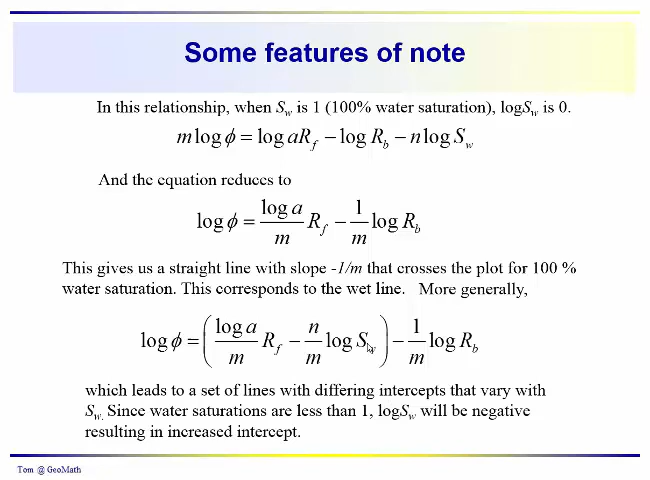 Some features of note
In this relationship, when S_w is 1 (100% water saturation), logS_w is 0.
m log ϕ = log aR_f − log R_b − n log S_w
And the equation reduces to
log ϕ = \frac{log a}{m} R_f − \frac{1}{m} log R_b
This gives us a straight line with slope -1/m that crosses the plot for 100 %
water saturation. This corresponds to the wet line. More generally,
log ϕ = ( \frac{log a}{m} R_f − \frac{n}{m} log S_w ) − \frac{1}{m} log R_b
which leads to a set of lines with differing intercepts that vary with
S_w. Since water saturations are less than 1, logS_w will be negative
resulting in increased intercept.
Tom @ GeoMath